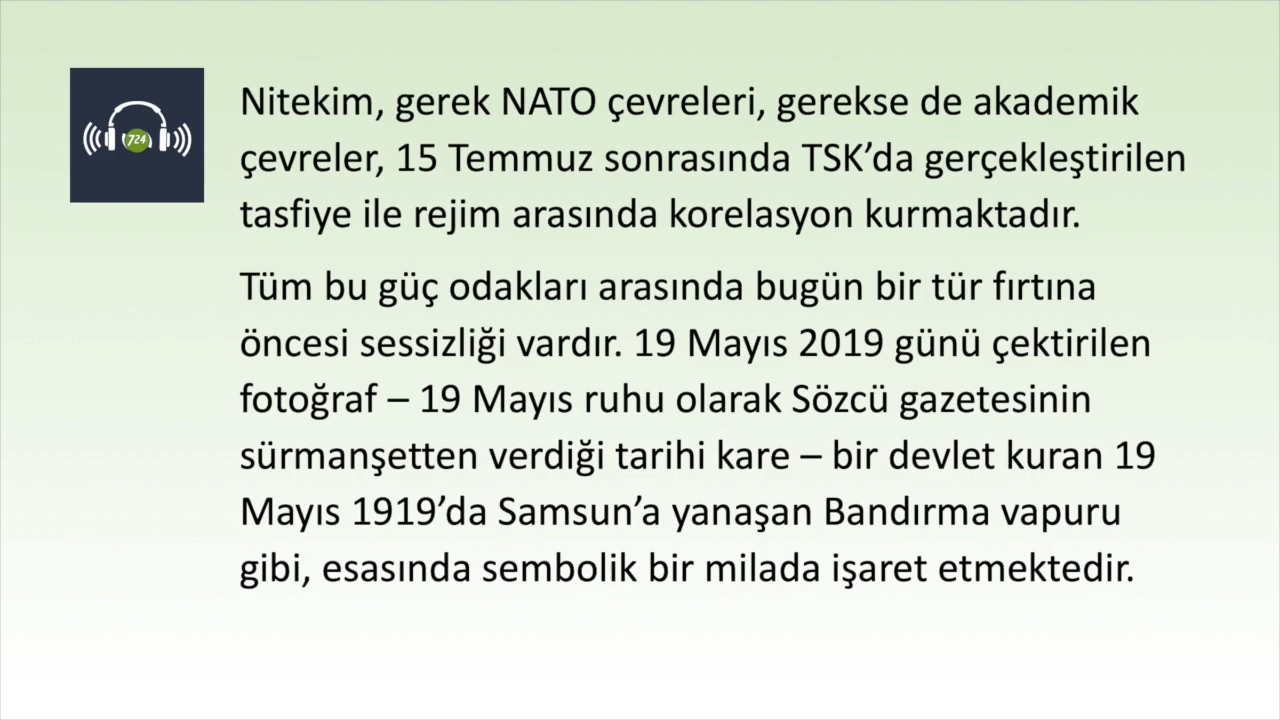 724
Nitekim, gerek NATO çevreleri, gerekse de akademik
çevreler, 15 Temmuz sonrasında TSK’da gerçekleştirilen
tasfiye ile rejim arasında korelasyon kurmaktadır.
Tüm bu güç odakları arasında bugün bir tür fırtına
öncesi sessizliği vardır. 19 Mayıs 2019 günü çektirilen
fotoğraf – 19 Mayıs ruhu olarak Sözcü gazetesinin
sürmanşetten verdiği tarihi kare – bir devlet kuran 19
Mayıs 1919’da Samsun’a yanaşan Bandırma vapuru
gibi, esasında sembolik bir milada işaret etmektedir.